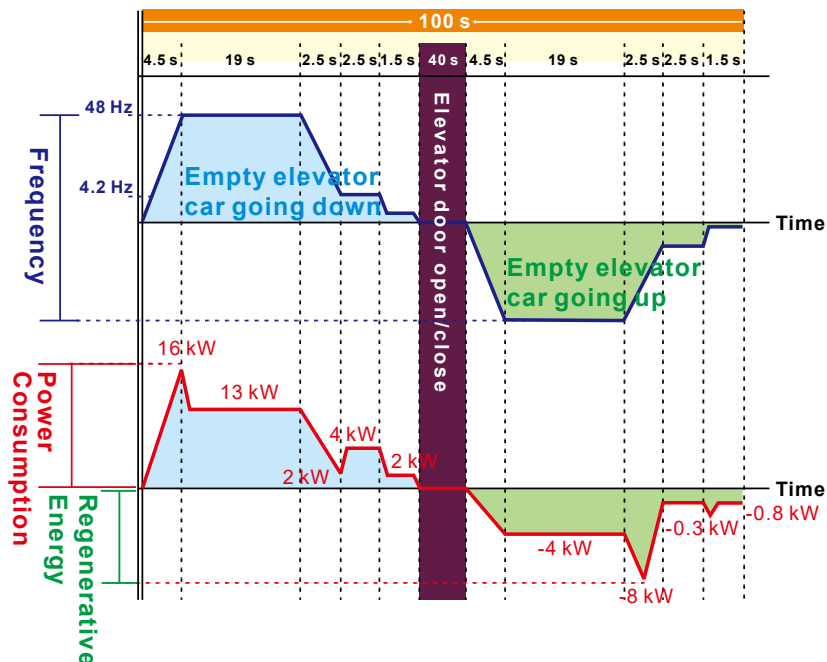 100 s
4.5 s 19 s 2.5 s 2.5 s 1.5 s 40 s 4.5 s 19 s 2.5 s 2.5 s 1.5 s
48 Hz
4.2 Hz
Frequency
Empty elevator
car going down
Elevator door open/close
Time
Empty elevator
car going up
16 kW
13 kW
4 kW
2 kW
2 kW
Power
Consumption
Time
Regenerative
Energy
-4 kW
-8 kW
-0.3 kW
-0.8 kW